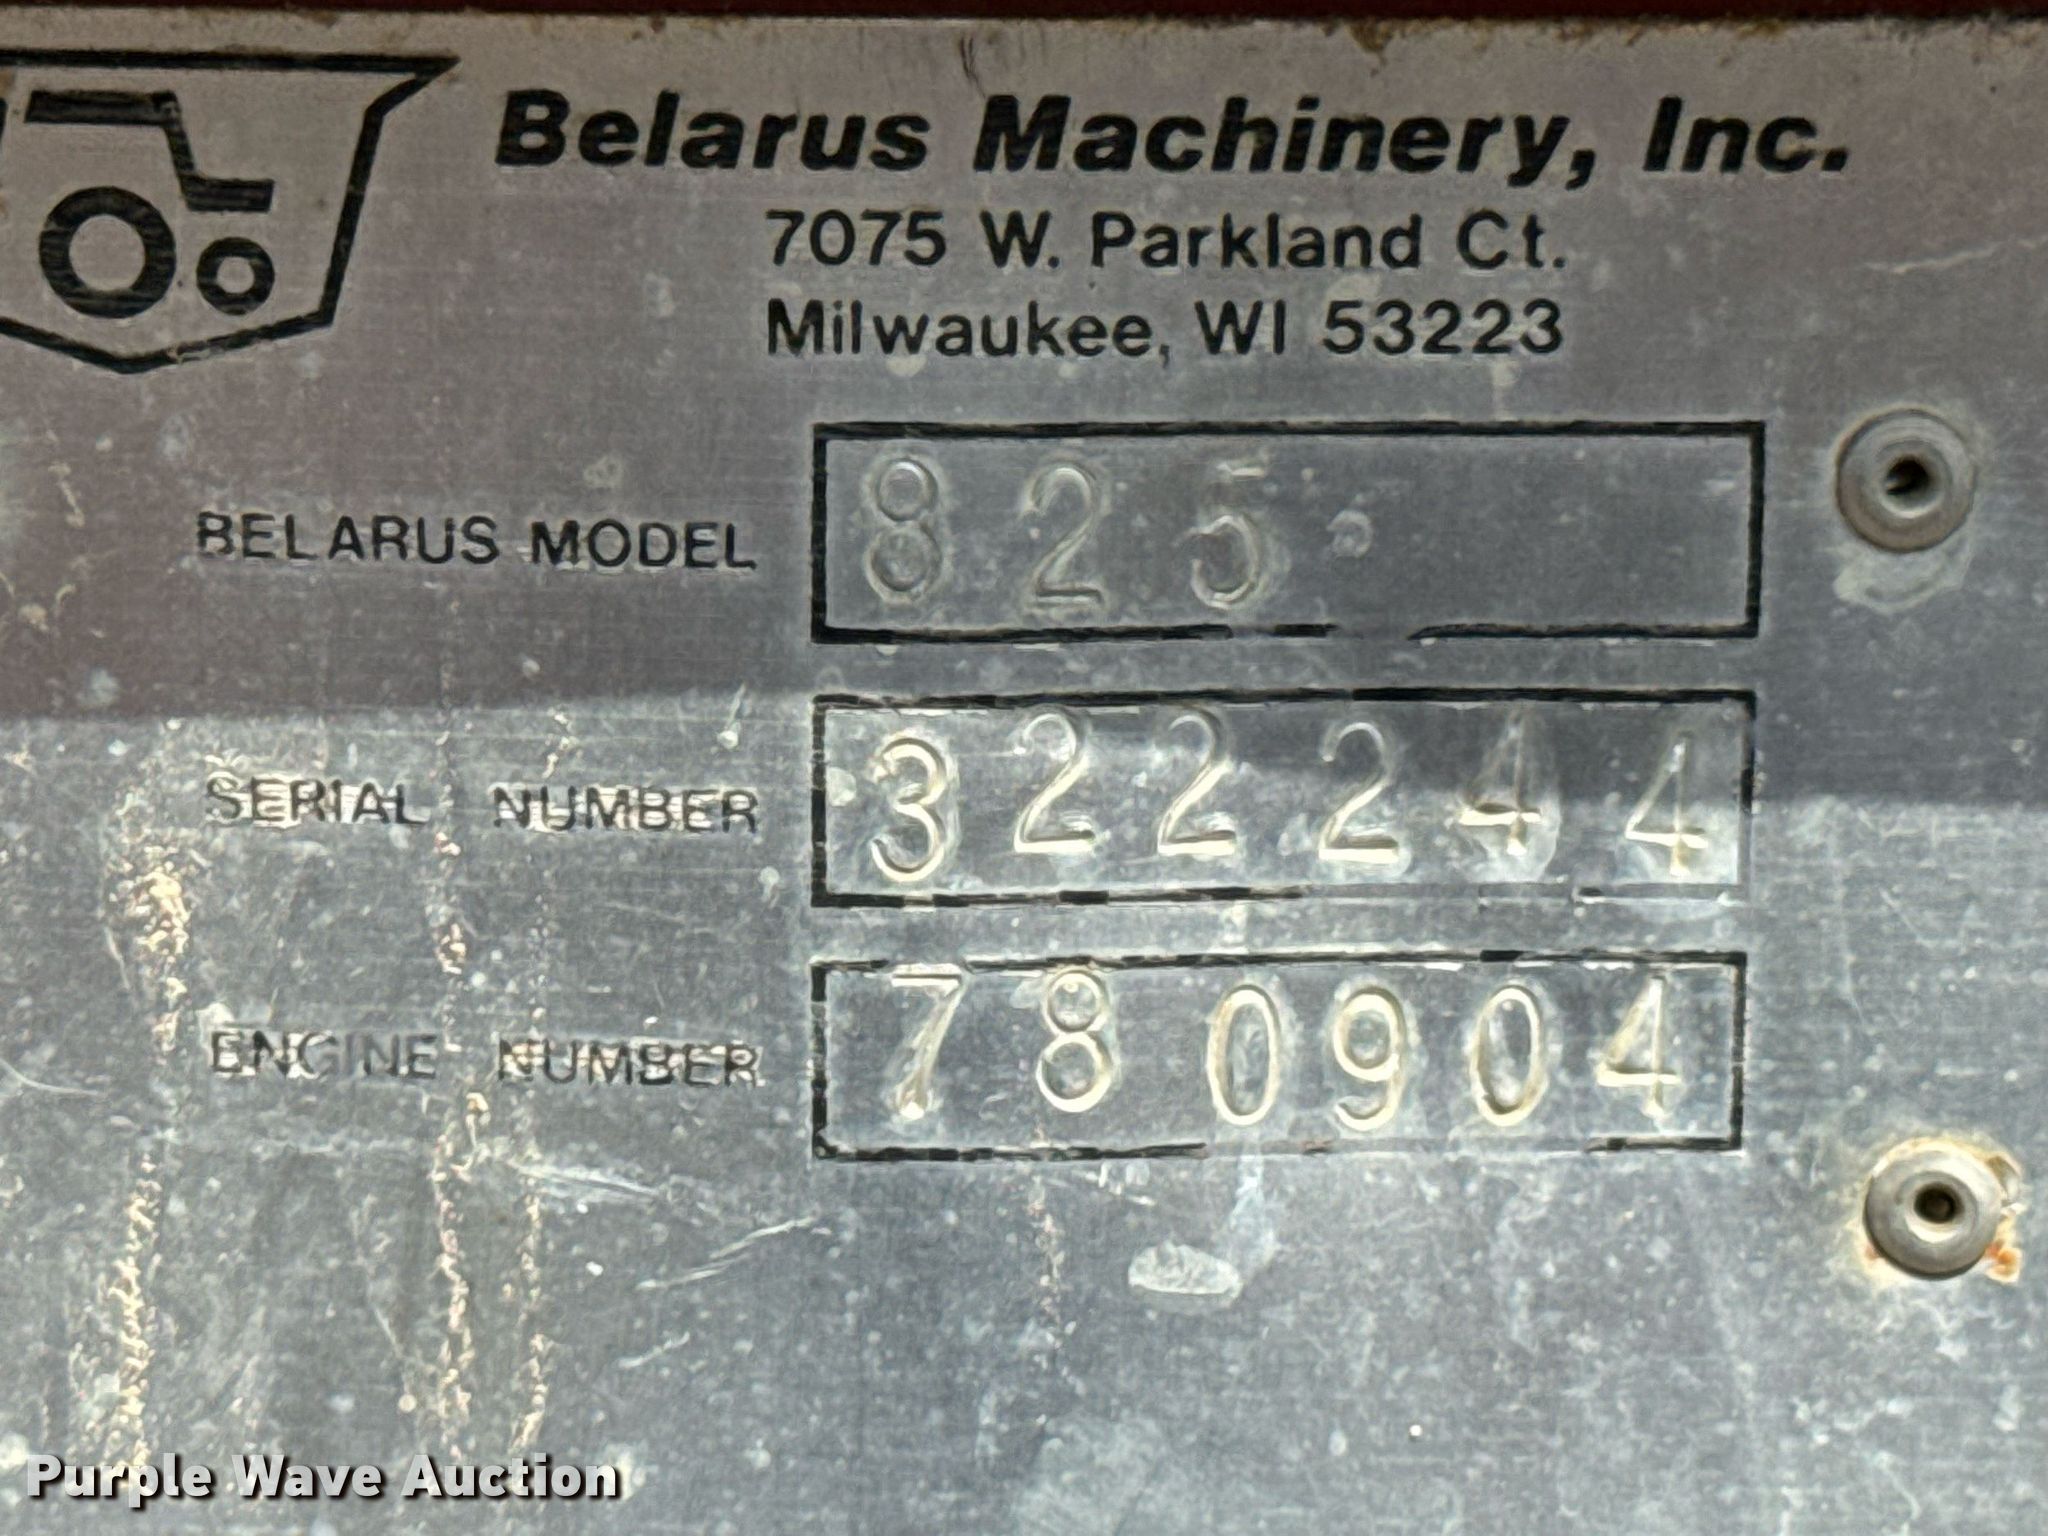 Belarus Machinery, Inc.
7075 W. Parkland Ct.
Milwaukee, WI 53223
BELARUS MODEL 825
SERIAL NUMBER 322244
ENGINE NUMBER 780904
Purple Wave Auction